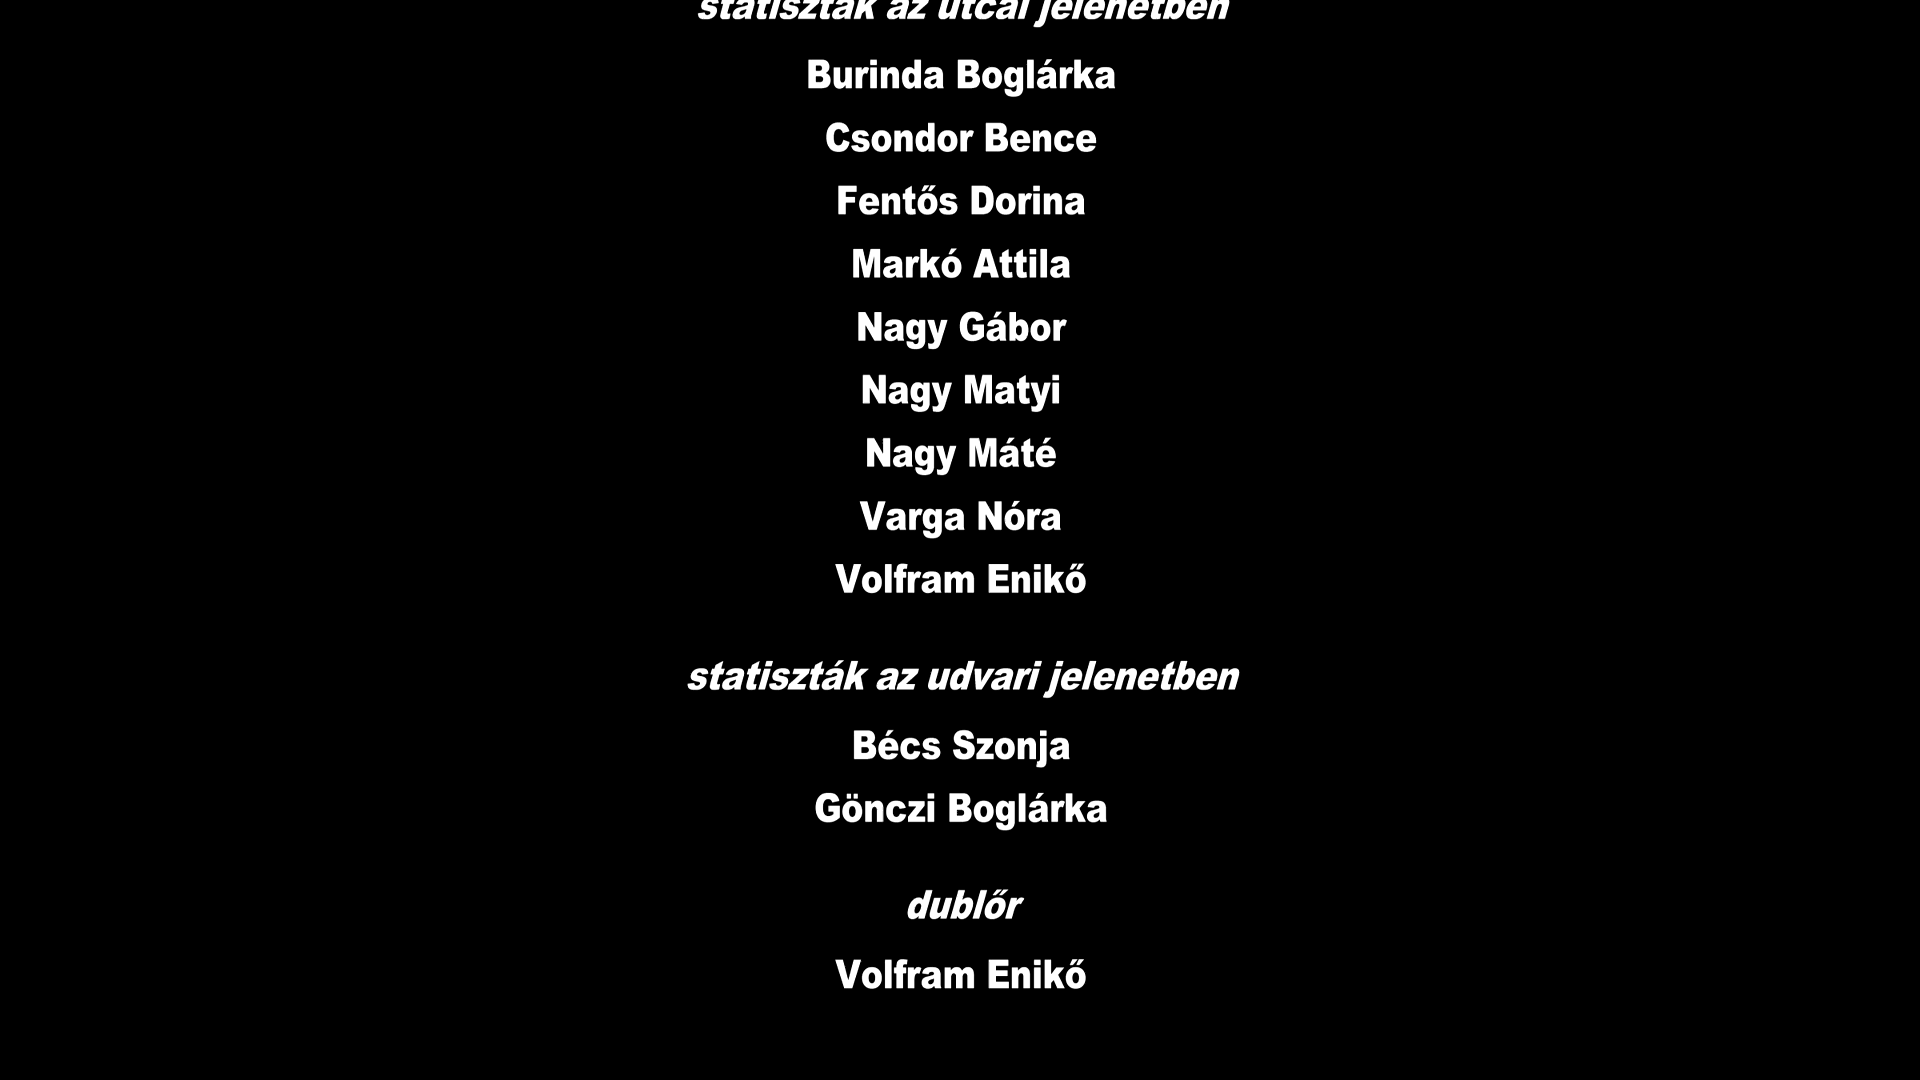 statiszták az utcai jelenetben
Burinda Boglárka
Csondor Bence
Fentős Dorina
Markó Attila
Nagy Gábor
Nagy Matyi
Nagy Máté
Varga Nóra
Volfram Enikő
statiszták az udvari jelenetben
Bécs Szonja
Gönczi Boglárka
dublőr
Volfram Enikő